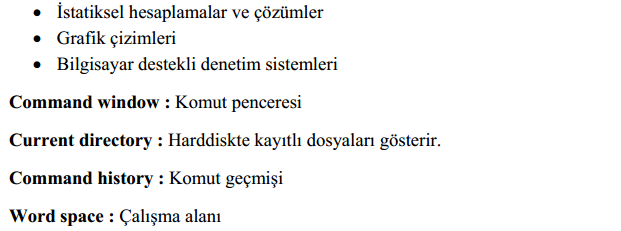 • İstatiksel hesaplamalar ve çözümler
• Grafik çizimleri
• Bilgisayar destekli denetim sistemleri
Command window : Komut penceresi
Current directory : Harddiskte kayıtlı dosyaları gösterir.
Command history : Komut geçmişi
Word space : Çalışma alanı